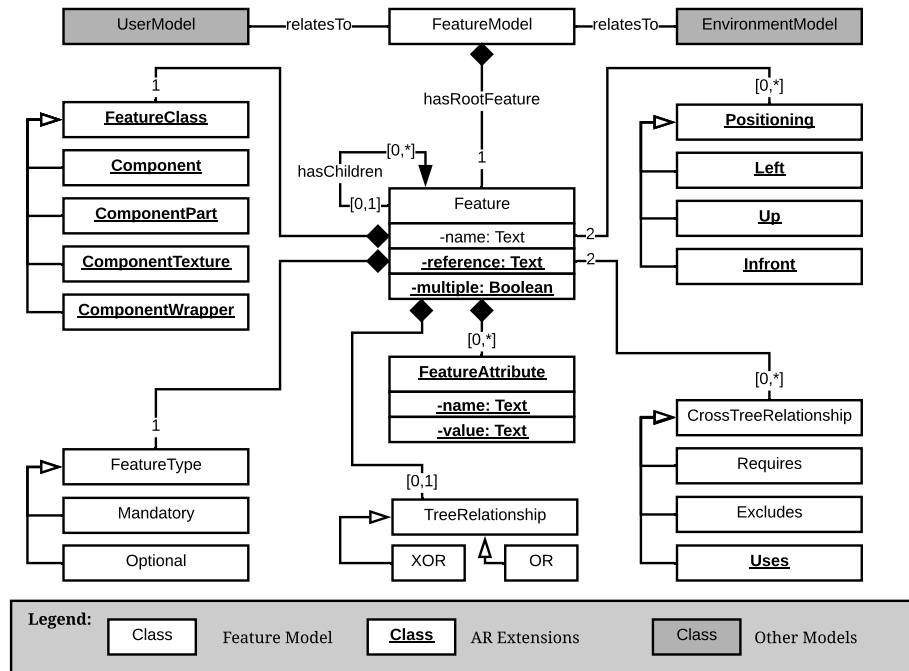 UserModel
relatesTo
FeatureModel
relatesTo
EnvironmentModel
1
[0,*]
hasRootFeature
FeatureClass
Positioning
[0,*]
1
Component
hasChildren
Left
[0,1]
Feature
ComponentPart
Up
-name: Text
2
ComponentTexture
-reference: Text
2
Infront
-multiple: Boolean
ComponentWrapper
[0,*]
FeatureAttribute
[0,*]
-name: Text
CrossTreeRelationship
1
-value: Text
FeatureType
Requires
[0,1]
Mandatory
TreeRelationship
Excludes
Optional
XOR
OR
Uses
Legend:
Class
Feature Model
Class
AR Extensions
Class
Other Models